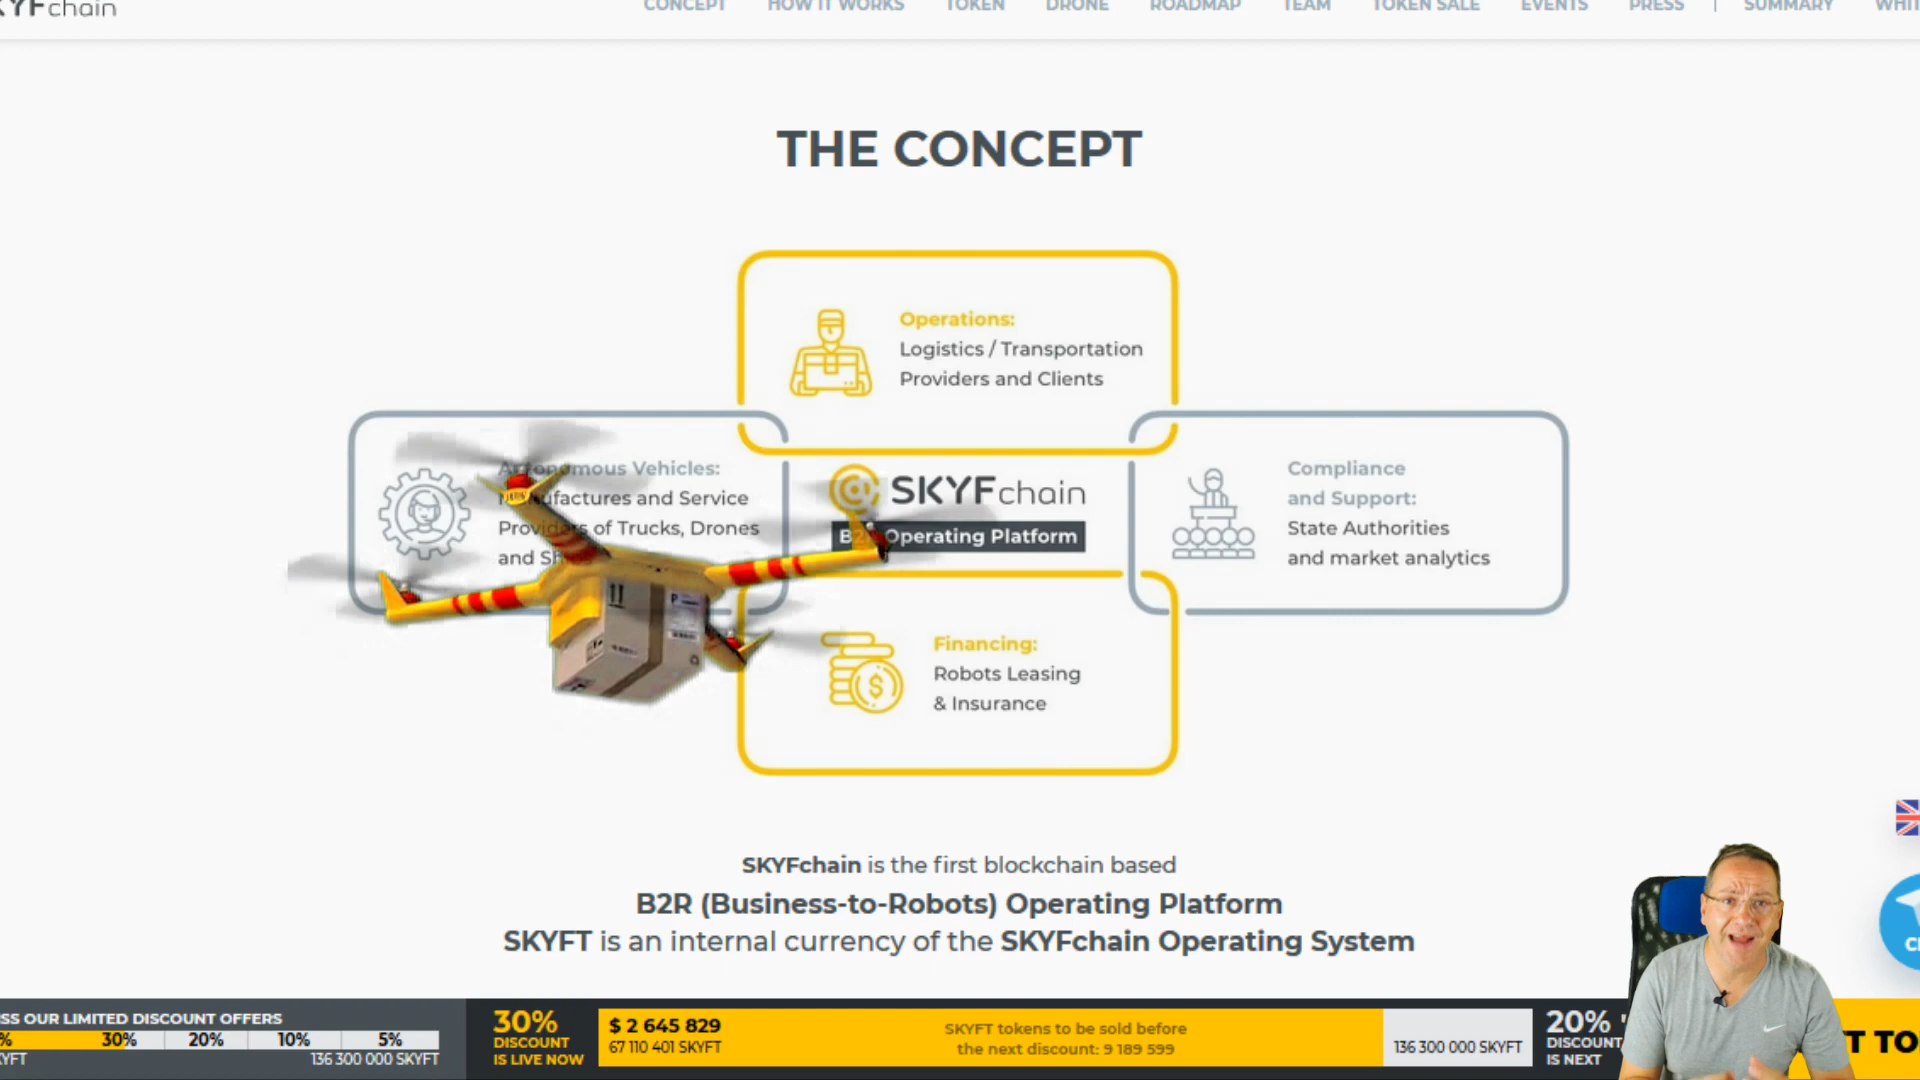 chain
CONCEPT HOW IT WORKS TOKEN DRONE ROADMAP TEAM TOKEN SALE EVENTS PRESS | SUMMARY
THE CONCEPT
Operations:
Logistics / Transportation
Providers and Clients
Vehicles:
and Service
of Trucks, Drones
and
SKYFchain
Operating Platform
Compliance
and Support:
State Authorities
and market analytics
Financing:
Robots Leasing
& Insurance
SKYFchain is the first blockchain based
B2R (Business-to-Robots) Operating Platform
SKYFT is an internal currency of the SKYFchain Operating System
OUR LIMITED DISCOUNT OFFERS
30% 20% 10% 5%
136 300 000 SKYFT
30%
DISCOUNT
IS LIVE NOW
$ 2 645 829
67 110 401 SKYFT
SKYFT tokens to be sold before
the next discount: 9 189 599
136 300 000 SKYFT
20%
DISCOUNT
IS NEXT